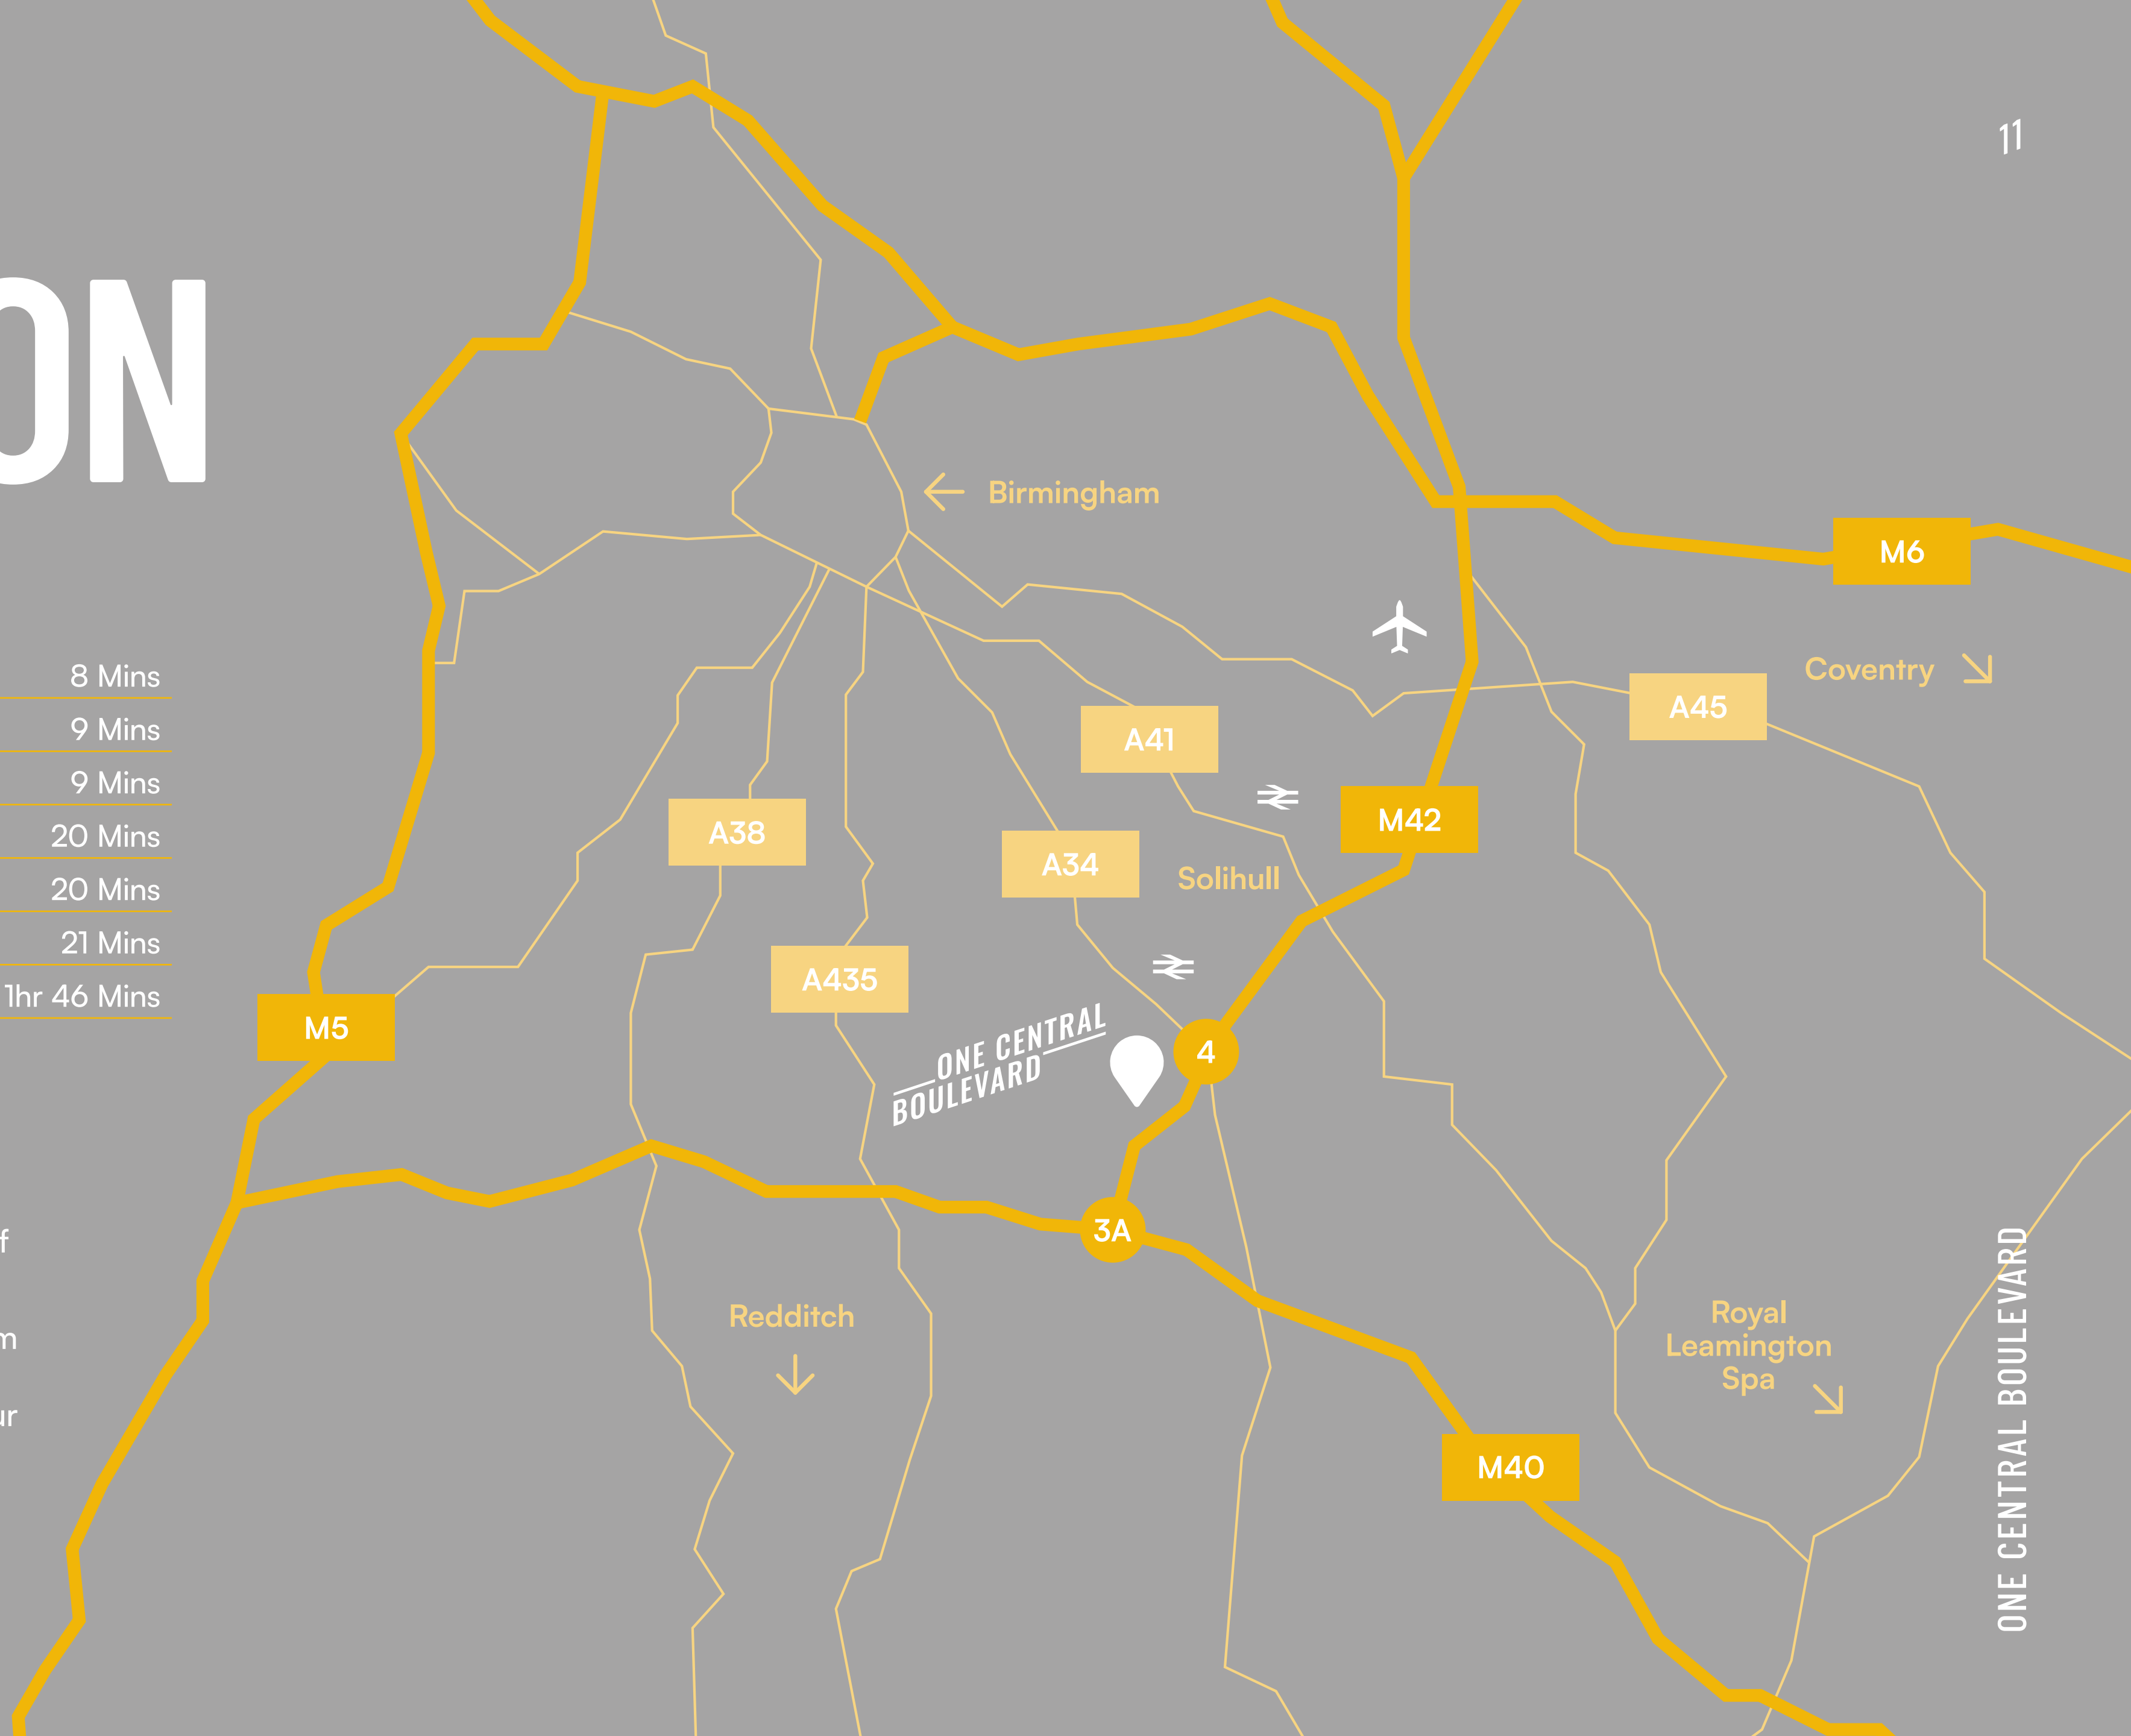 11
ON
Birmingham
M6
8 Mins
9 Mins
9 Mins
20 Mins
20 Mins
21 Mins
1hr 46 Mins
Coventry
A45
A41
M42
A38
A34
Solihull
A435
M5
ONE CENTRAL
BOULEVARD
4
3A
f
m
ur
Redditch
Royal
Leamington
Spa
M40
ONE CENTRAL BOULEVARD